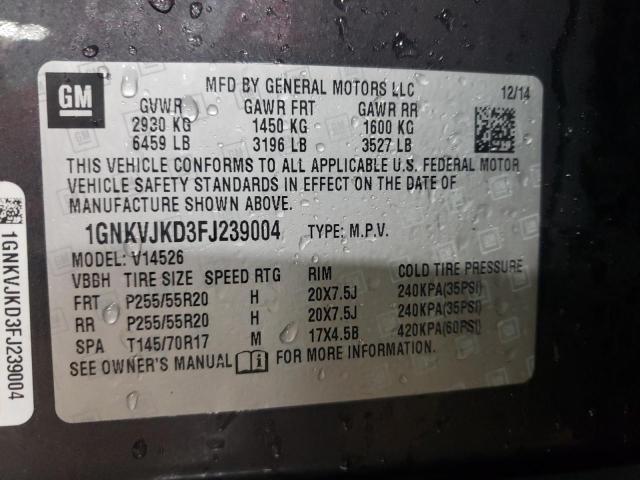 GM
MFD BY GENERAL MOTORS LLC
12/14
GVWR GAWR FRT GAWR RR
2930 KG 1450 KG 1600 KG
6459 LB 3196 LB 3527 LB
THIS VEHICLE CONFORMS TO ALL APPLICABLE U.S. FEDERAL MOTOR
VEHICLE SAFETY STANDARDS IN EFFECT ON THE DATE OF
MANUFACTURE SHOWN ABOVE.
1GNKVJKD3FJ239004 TYPE: M.P.V.
MODEL: V14526
VBBH TIRE SIZE SPEED RTG RIM COLD TIRE PRESSURE
FRT P255/55R20 H 20X7.5J 240KPA(35PSI)
RR P255/55R20 H 20X7.5J 240KPA(35PSI)
SPA T145/70R17 M 17X4.5B 420KPA(60PSI)
SEE OWNER'S MANUAL FOR MORE INFORMATION.
1GNKVJKD3FJ239004